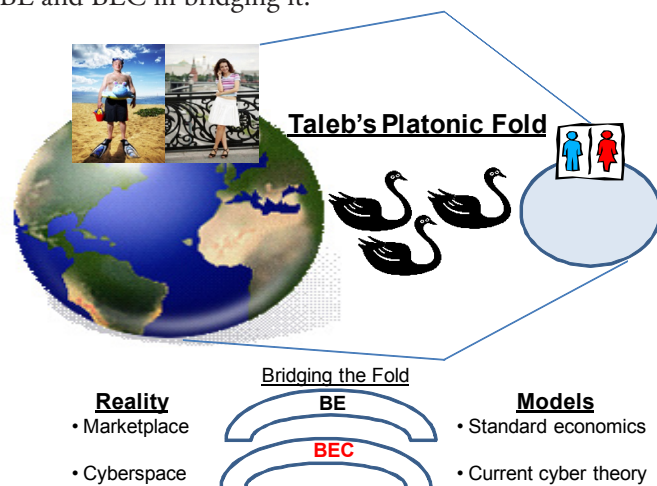 BE and BEC in bridging it.
Taleb's Platonic Fold
Bridging the Fold
Reality
BE
Models
• Marketplace
• Standard economics
BEC
• Cyberspace
• Current cyber theory